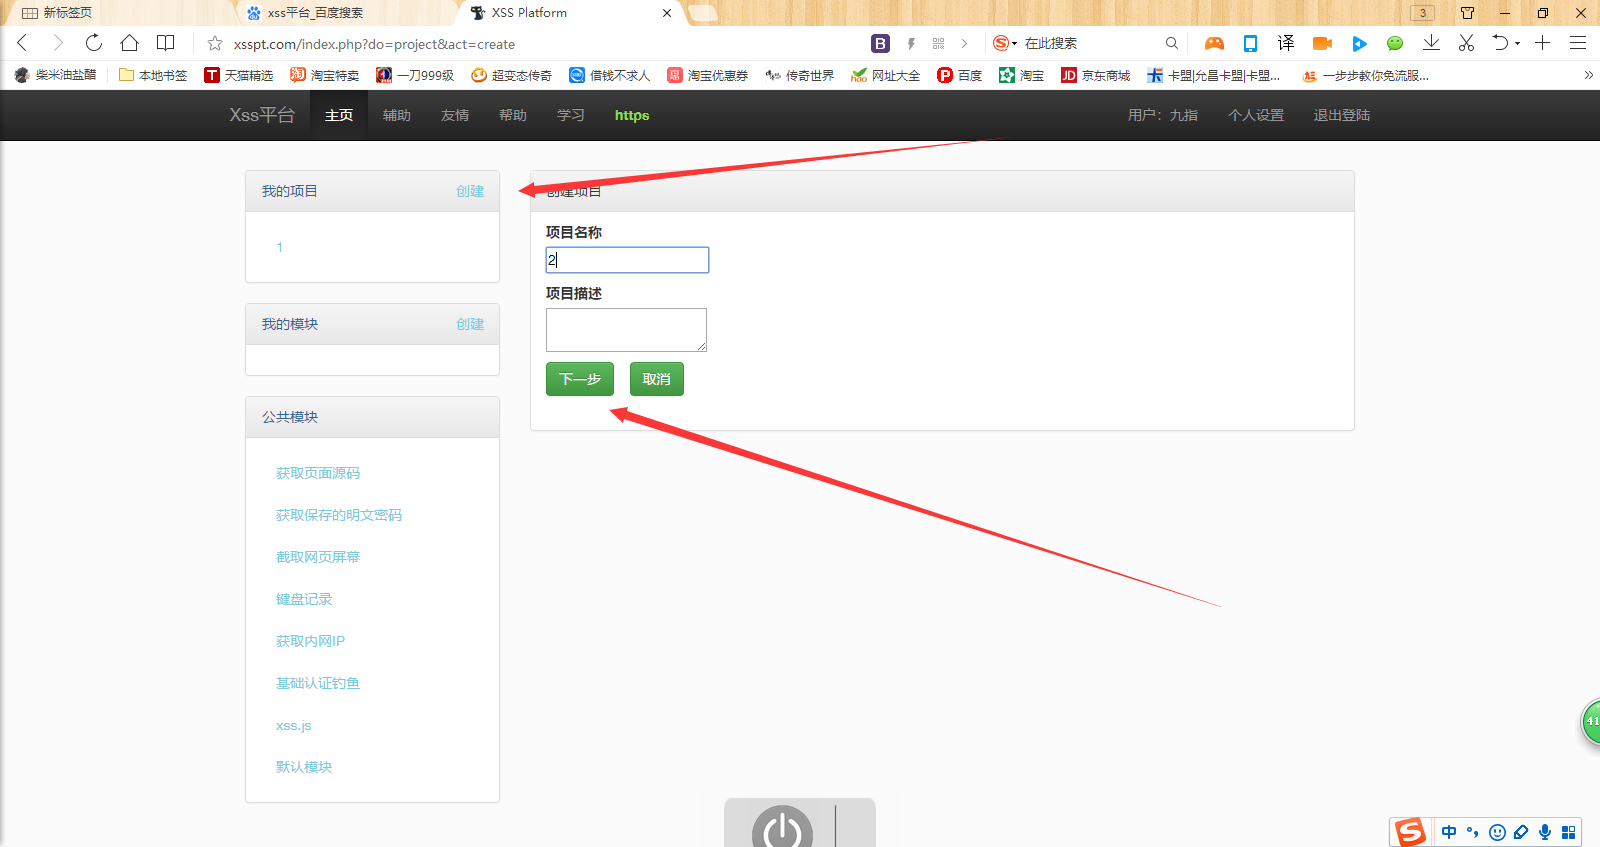 新标签页
xss平台_百度搜索
XSS Platform
3
xsspt.com/index.php?do=project&act=create
B
S
在此搜索
译
柴米油盐醋
本地书签
T 天猫精选
淘 淘宝特卖
一刀999级
超变态传奇
借钱不求人
淘宝优惠券
传奇世界
hao 网址大全
百度
淘宝
JD 京东商城
卡盟|允昌卡盟|卡盟...
一步步教你免流服...
Xss平台
主页
辅助
友情
帮助
学习
https
用户：九指
个人设置
退出登陆
我的项目
创建
1
我的模块
创建
公共模块
获取页面源码
获取保存的明文密码
截取网页屏幕
键盘记录
获取内网IP
基础认证钓鱼
xss.js
默认模块
创建项目
项目名称
2
项目描述
下一步
取消
41
S
中